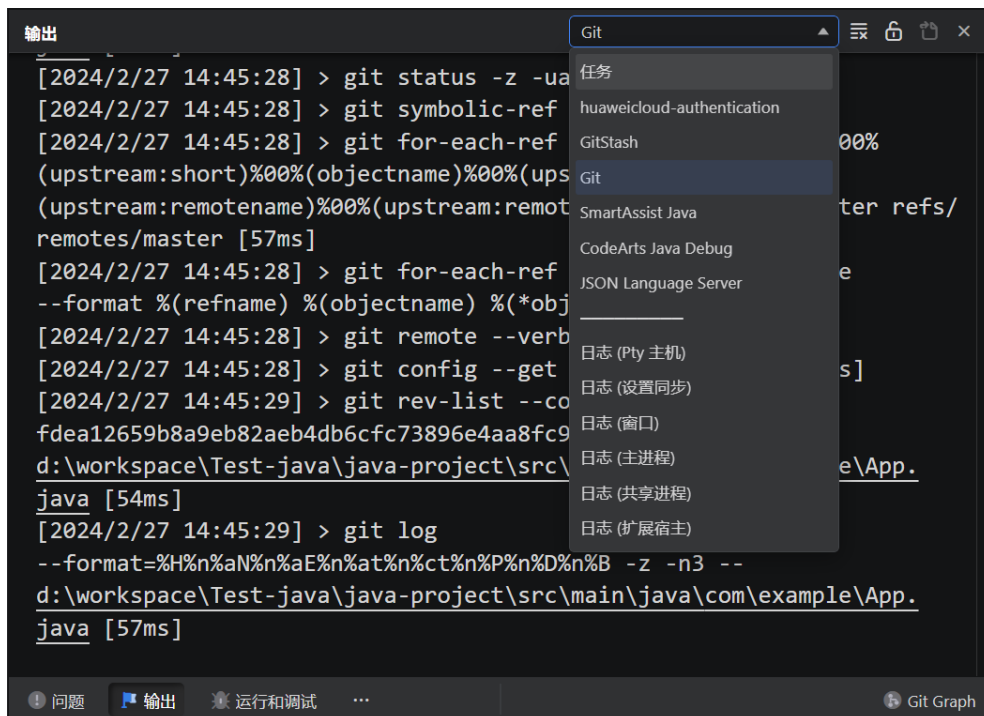 输出
Git
[2024/2/27 14:45:28] > git status -z -ua
[2024/2/27 14:45:28] > git symbolic-ref
[2024/2/27 14:45:28] > git for-each-ref 00%
(upstream:short)%00%(objectname)%00%(ups
(upstream:remotename)%00%(upstream:remot ter refs/
remotes/master [57ms]
[2024/2/27 14:45:28] > git for-each-ref e
--format %(refname) %(objectname) %(*obj
[2024/2/27 14:45:28] > git remote --verb
[2024/2/27 14:45:28] > git config --get s]
[2024/2/27 14:45:29] > git rev-list --co
fdea12659b8a9eb82aeb4db6cfc73896e4aa8fc9
d:\workspace\Test-java\java-project\src\ e\App.
java [54ms]
[2024/2/27 14:45:29] > git log
--format=%H%n%aN%n%aE%n%at%n%ct%n%P%n%D%n%B -z -n3 --
d:\workspace\Test-java\java-project\src\main\java\com\example\App.
java [57ms]
任务
huaweicloud-authentication
GitStash
Git
SmartAssist Java
CodeArts Java Debug
JSON Language Server
日志 (Pty 主机)
日志 (设置同步)
日志 (窗口)
日志 (主进程)
日志 (共享进程)
日志 (扩展宿主)
问题 输出 运行和调试 ··· Git Graph